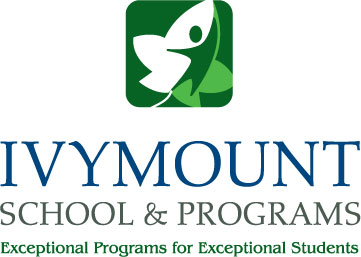 IVYMOUNT
SCHOOL & PROGRAMS
Exceptional Programs for Exceptional Students